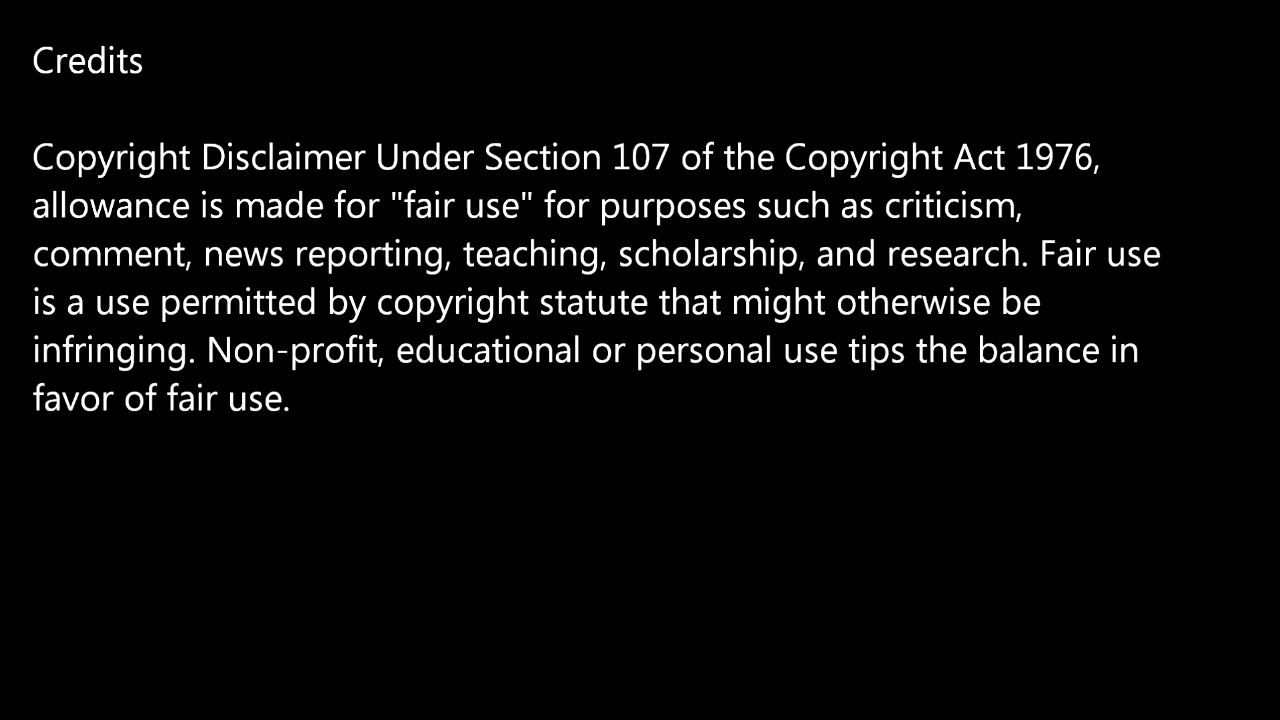 Credits
Copyright Disclaimer Under Section 107 of the Copyright Act 1976,
allowance is made for "fair use" for purposes such as criticism,
comment, news reporting, teaching, scholarship, and research. Fair use
is a use permitted by copyright statute that might otherwise be
infringing. Non-profit, educational or personal use tips the balance in
favor of fair use.